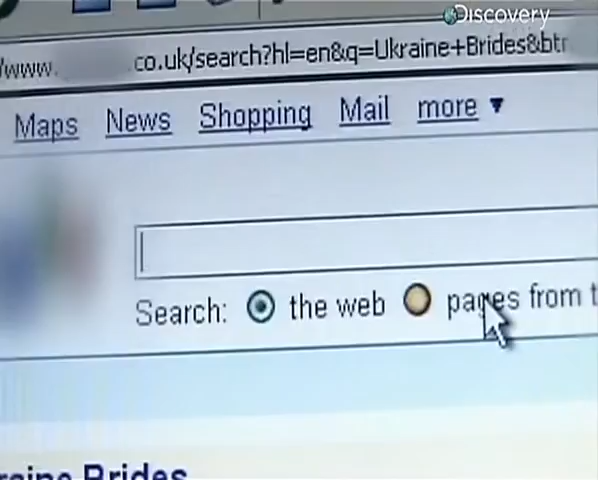 Discovery
/www. co.uk/search?hl=en&q=Ukraine+Brides&btr
Maps News Shopping Mail more ▼
Search: the web pages from t
raine Brides